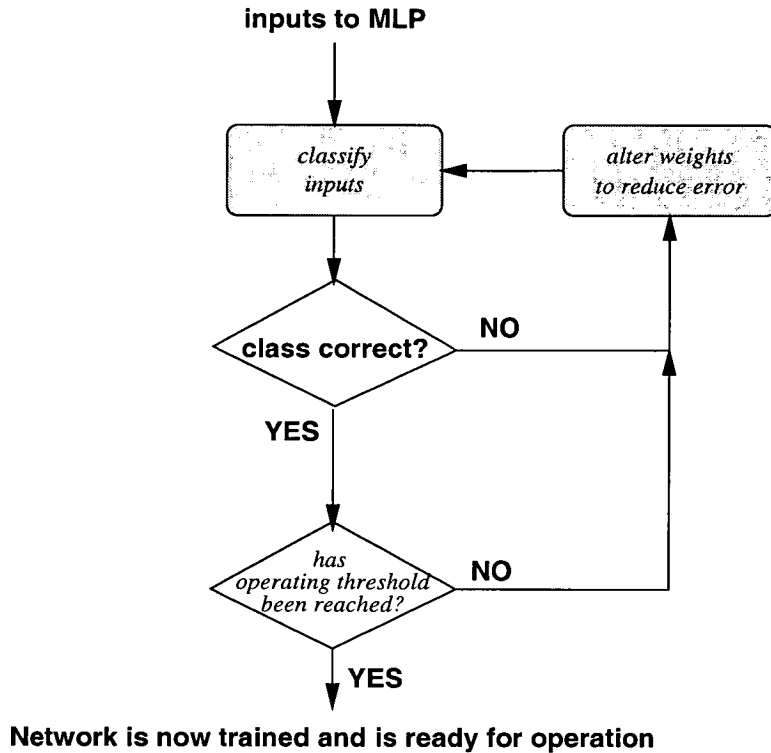 inputs to MLP
classify
inputs
alter weights
to reduce error
class correct?
NO
YES
has
operating threshold
been reached?
NO
YES
Network is now trained and is ready for operation